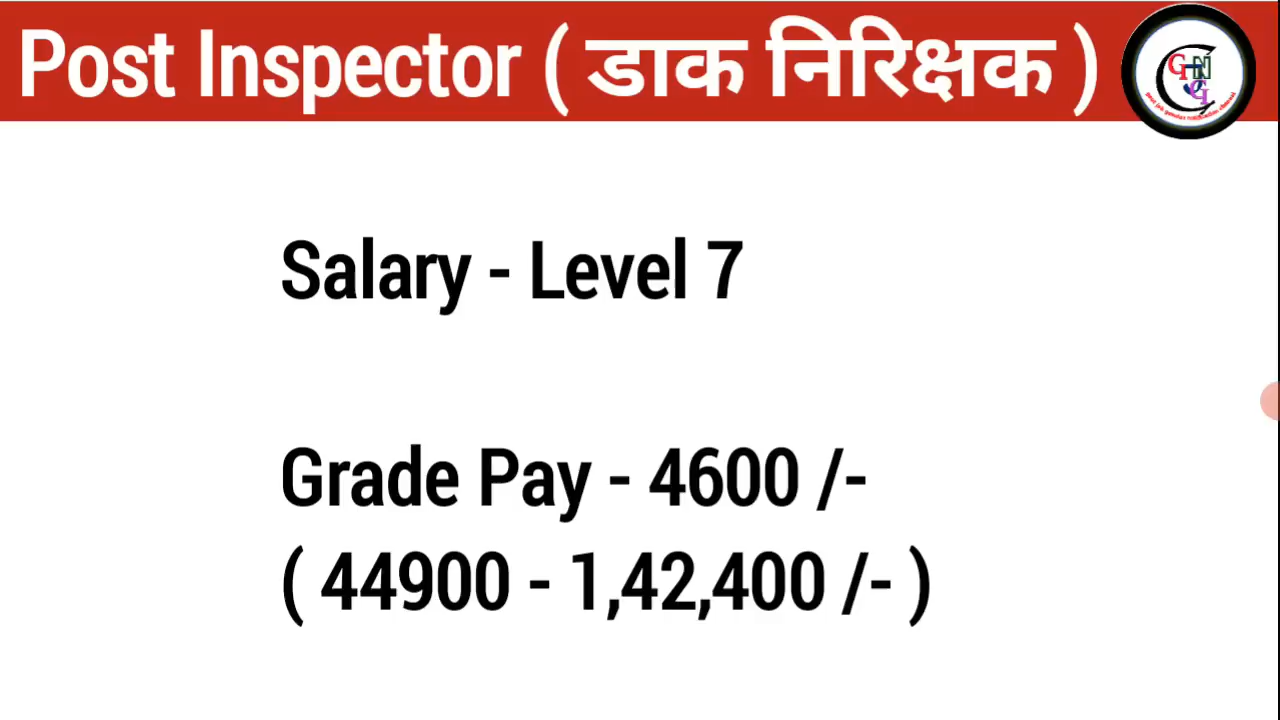 Post Inspector ( डाक निरिक्षक )
Salary - Level 7
Grade Pay - 4600 /-
( 44900 - 1,42,400 /- )